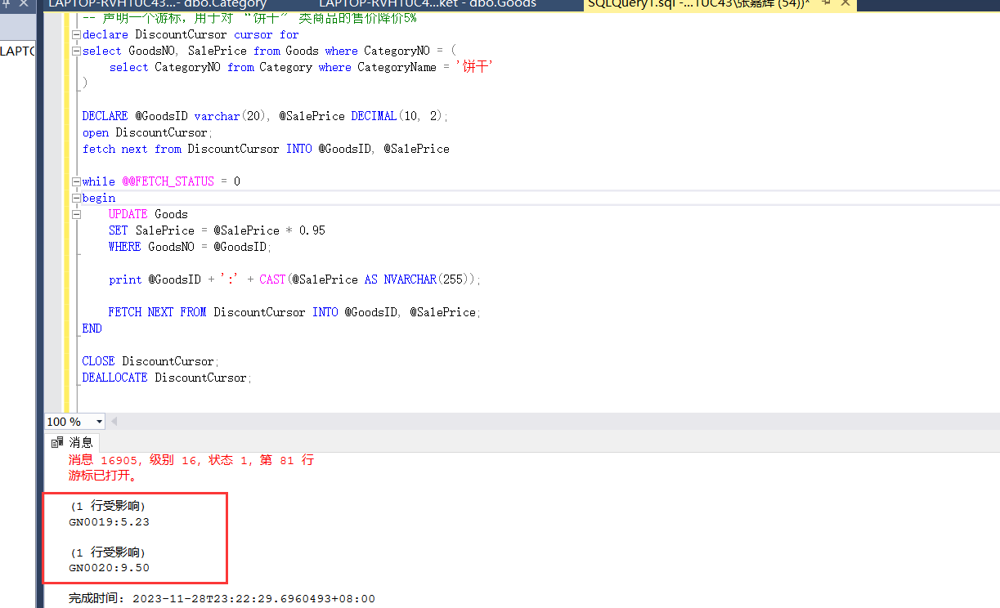 LAPTOP-RVH1UC43...- dbo.Category LAPTOP-RVH1UC4...ket - dbo.Goods SQLQuery1.sql -...1UC43\张嘉辉 (54))*
LAPTO
-- 声明一个游标，用于对 “饼干” 类商品的售价降价5%
declare DiscountCursor cursor for
select GoodsNO, SalePrice from Goods where CategoryNO = (
select CategoryNO from Category where CategoryName = '饼干'
)
DECLARE @GoodsID varchar(20), @SalePrice DECIMAL(10, 2);
open DiscountCursor;
fetch next from DiscountCursor INTO @GoodsID, @SalePrice
while @@FETCH_STATUS = 0
begin
UPDATE Goods
SET SalePrice = @SalePrice * 0.95
WHERE GoodsNO = @GoodsID;
print @GoodsID + ':' + CAST(@SalePrice AS NVARCHAR(255));
FETCH NEXT FROM DiscountCursor INTO @GoodsID, @SalePrice;
END
CLOSE DiscountCursor;
DEALLOCATE DiscountCursor;
100 %
消息
消息 16905，级别 16，状态 1，第 81 行
游标已打开。
(1 行受影响)
GN0019:5.23
(1 行受影响)
GN0020:9.50
完成时间: 2023-11-28T23:22:29.6960493+08:00